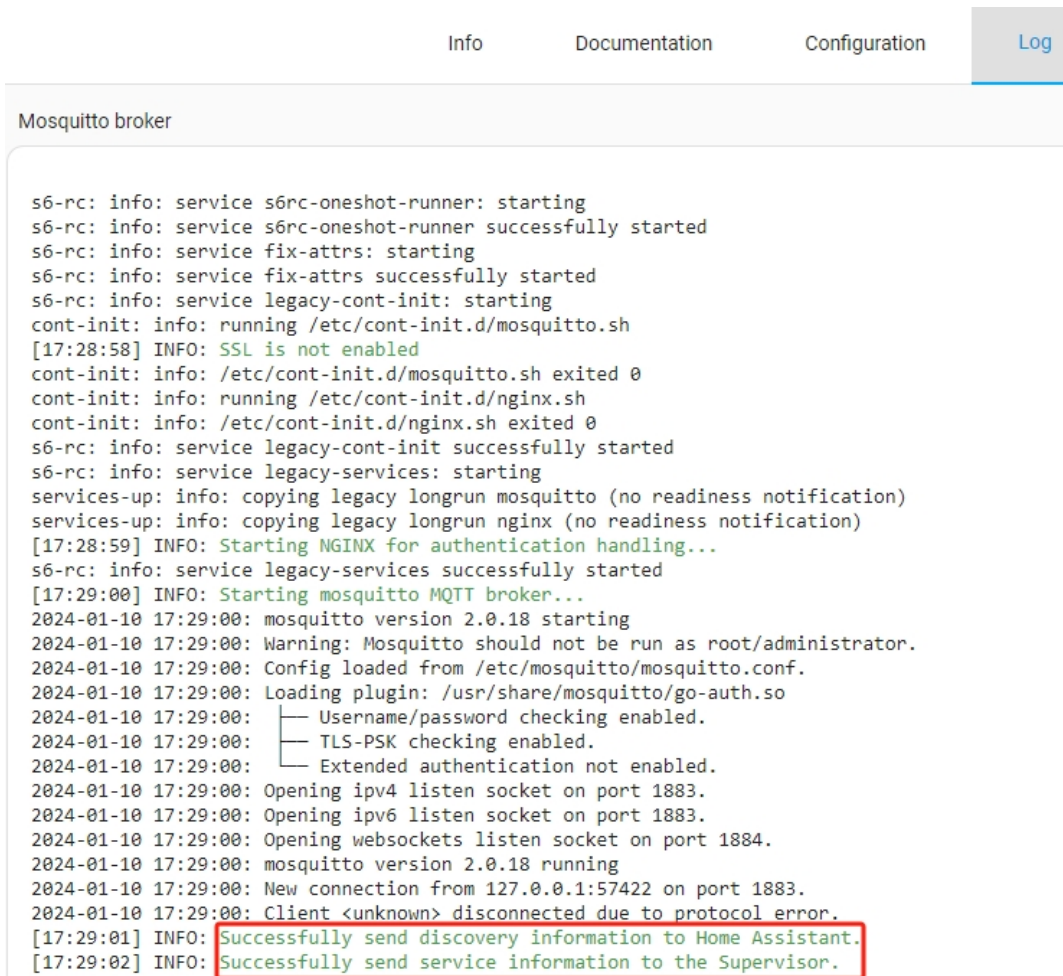 Info Documentation Configuration Log
Mosquitto broker
s6-rc: info: service s6rc-oneshot-runner: starting
s6-rc: info: service s6rc-oneshot-runner successfully started
s6-rc: info: service fix-attrs: starting
s6-rc: info: service fix-attrs successfully started
s6-rc: info: service legacy-cont-init: starting
cont-init: info: running /etc/cont-init.d/mosquitto.sh
[17:28:58] INFO: SSL is not enabled
cont-init: info: /etc/cont-init.d/mosquitto.sh exited 0
cont-init: info: running /etc/cont-init.d/nginx.sh
cont-init: info: /etc/cont-init.d/nginx.sh exited 0
s6-rc: info: service legacy-cont-init successfully started
s6-rc: info: service legacy-services: starting
services-up: info: copying legacy longrun mosquitto (no readiness notification)
services-up: info: copying legacy longrun nginx (no readiness notification)
[17:28:59] INFO: Starting NGINX for authentication handling...
s6-rc: info: service legacy-services successfully started
[17:29:00] INFO: Starting mosquitto MQTT broker...
2024-01-10 17:29:00: mosquitto version 2.0.18 starting
2024-01-10 17:29:00: Warning: Mosquitto should not be run as root/administrator.
2024-01-10 17:29:00: Config loaded from /etc/mosquitto/mosquitto.conf.
2024-01-10 17:29:00: Loading plugin: /usr/share/mosquitto/go-auth.so
2024-01-10 17:29:00:  ├── Username/password checking enabled.
2024-01-10 17:29:00:  ├── TLS-PSK checking enabled.
2024-01-10 17:29:00:  └── Extended authentication not enabled.
2024-01-10 17:29:00: Opening ipv4 listen socket on port 1883.
2024-01-10 17:29:00: Opening ipv6 listen socket on port 1883.
2024-01-10 17:29:00: Opening websockets listen socket on port 1884.
2024-01-10 17:29:00: mosquitto version 2.0.18 running
2024-01-10 17:29:00: New connection from 127.0.0.1:57422 on port 1883.
2024-01-10 17:29:00: Client <unknown> disconnected due to protocol error.
[17:29:01] INFO: Successfully send discovery information to Home Assistant.
[17:29:02] INFO: Successfully send service information to the Supervisor.